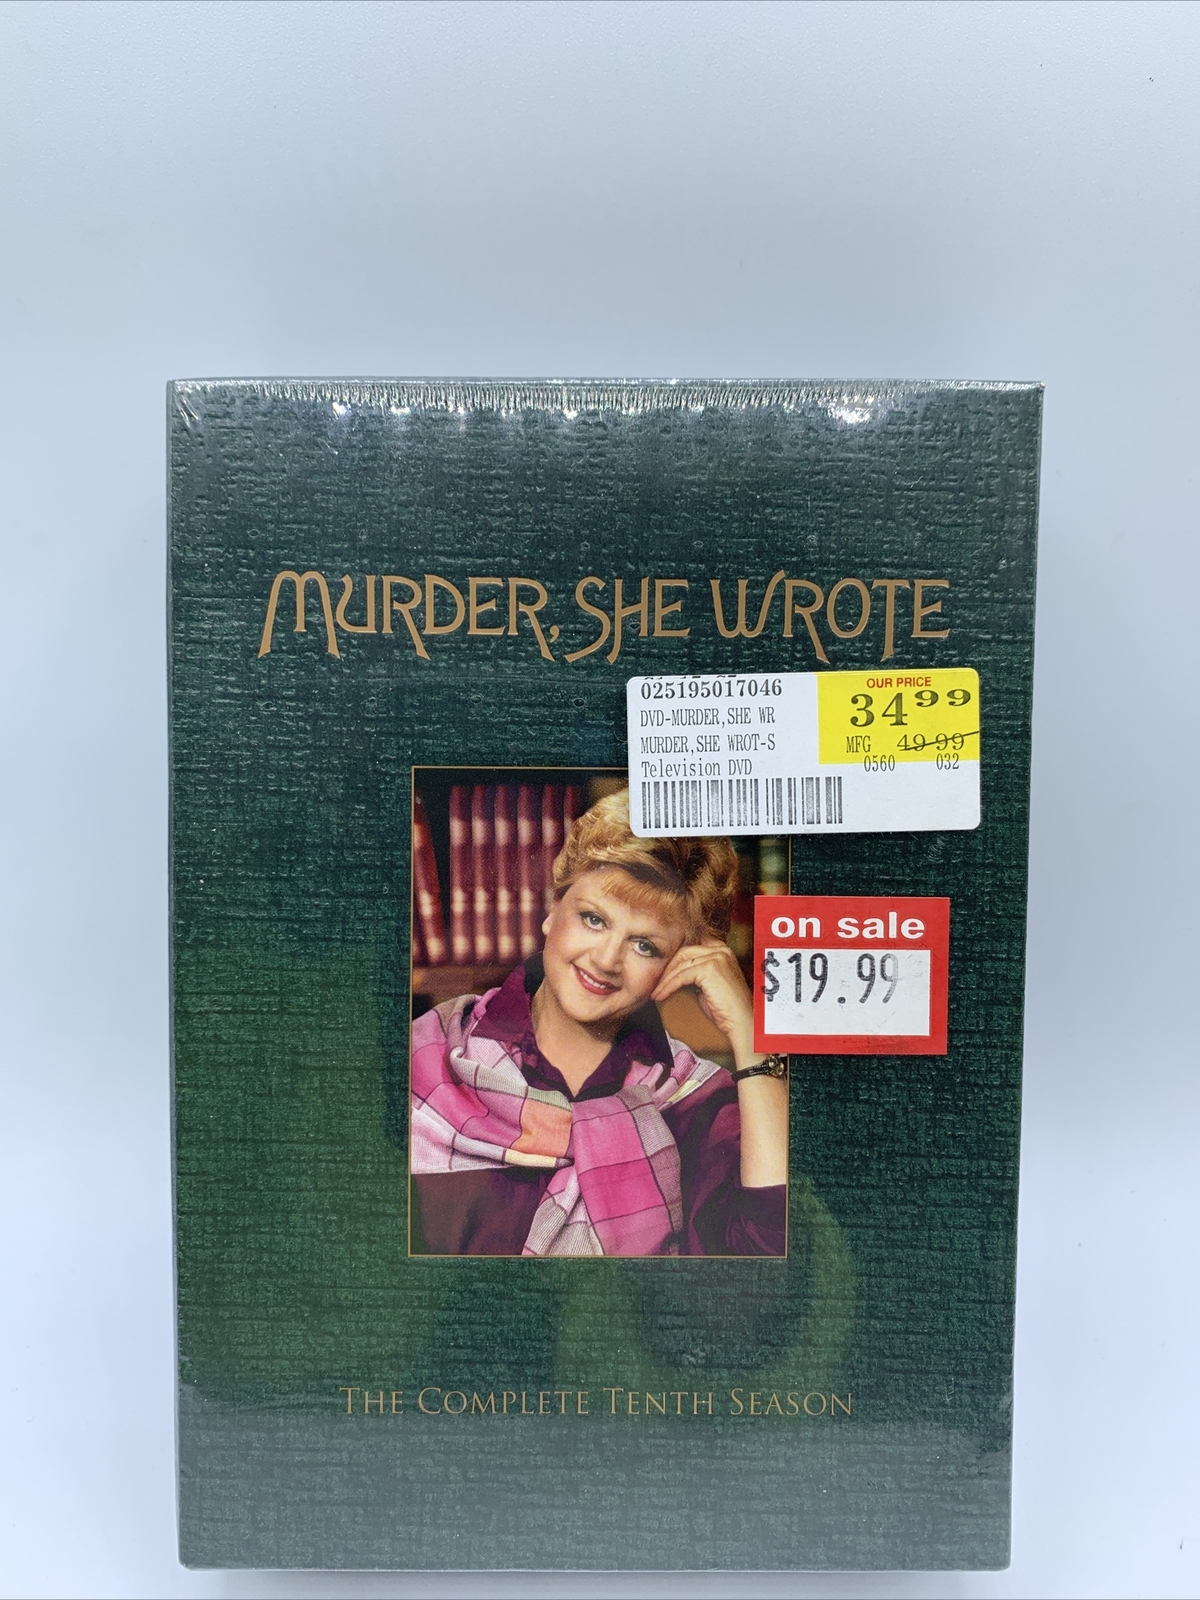 MURDER, SHE WROTE
025195017046
DVD-MURDER,SHE WR
MURDER,SHE WROT-S
Television DVD
OUR PRICE
34.99
MFG 49.99
0560 032
on sale
$19.99
THE COMPLETE TENTH SEASON